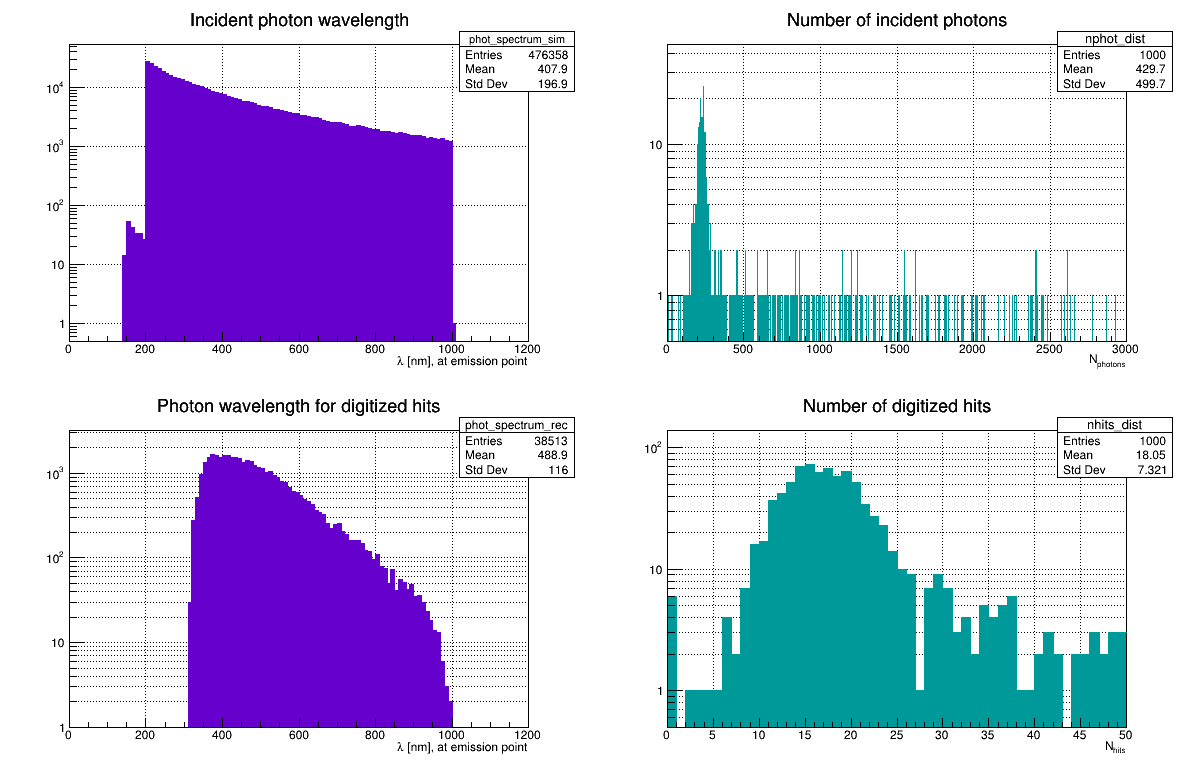 Incident photon wavelength
phot_spectrum_sim
Entries 476358
Mean 407.9
Std Dev 196.9
10^4
10^3
10^2
10
1
0 200 400 600 800 1000 1200
λ [nm], at emission point
Number of incident photons
nphot_dist
Entries 1000
Mean 429.7
Std Dev 499.7
10
1
0 500 1000 1500 2000 2500 3000
N_photons
Photon wavelength for digitized hits
phot_spectrum_rec
Entries 38513
Mean 488.9
Std Dev 116
10^3
10^2
10
1
0 200 400 600 800 1000 1200
λ [nm], at emission point
Number of digitized hits
nhits_dist
Entries 1000
Mean 18.05
Std Dev 7.321
10^2
10
1
0 5 10 15 20 25 30 35 40 45 50
N_hits